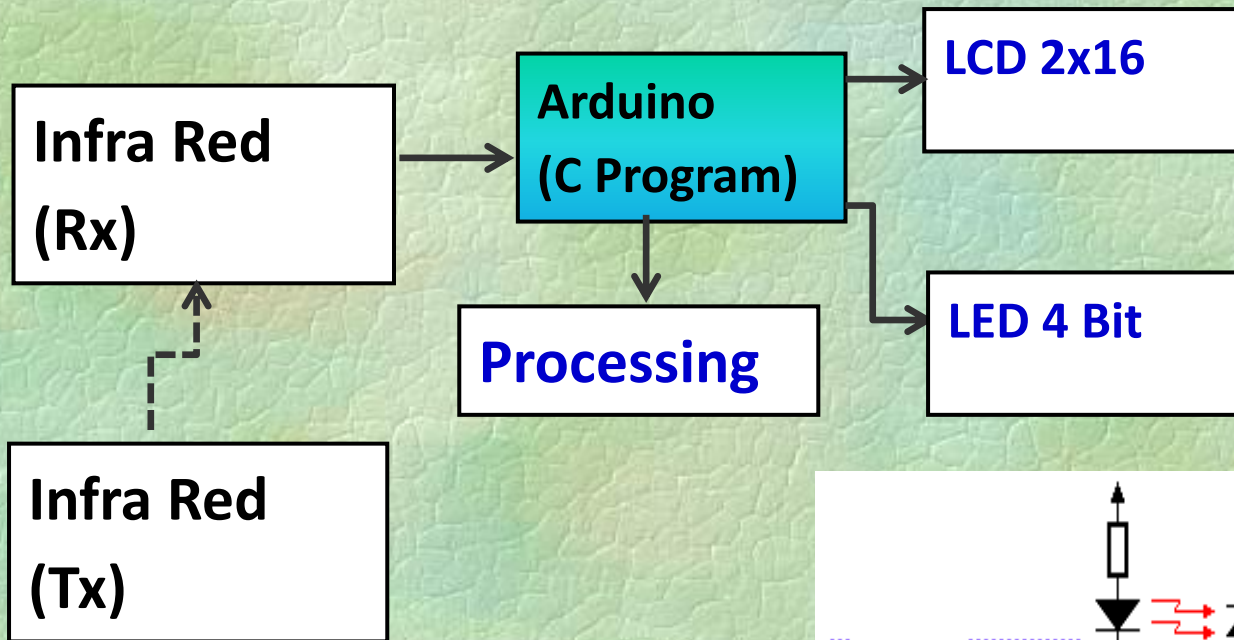 Infra Red
(Rx)
Arduino
(C Program)
LCD 2x16
LED 4 Bit
Processing
Infra Red
(Tx)